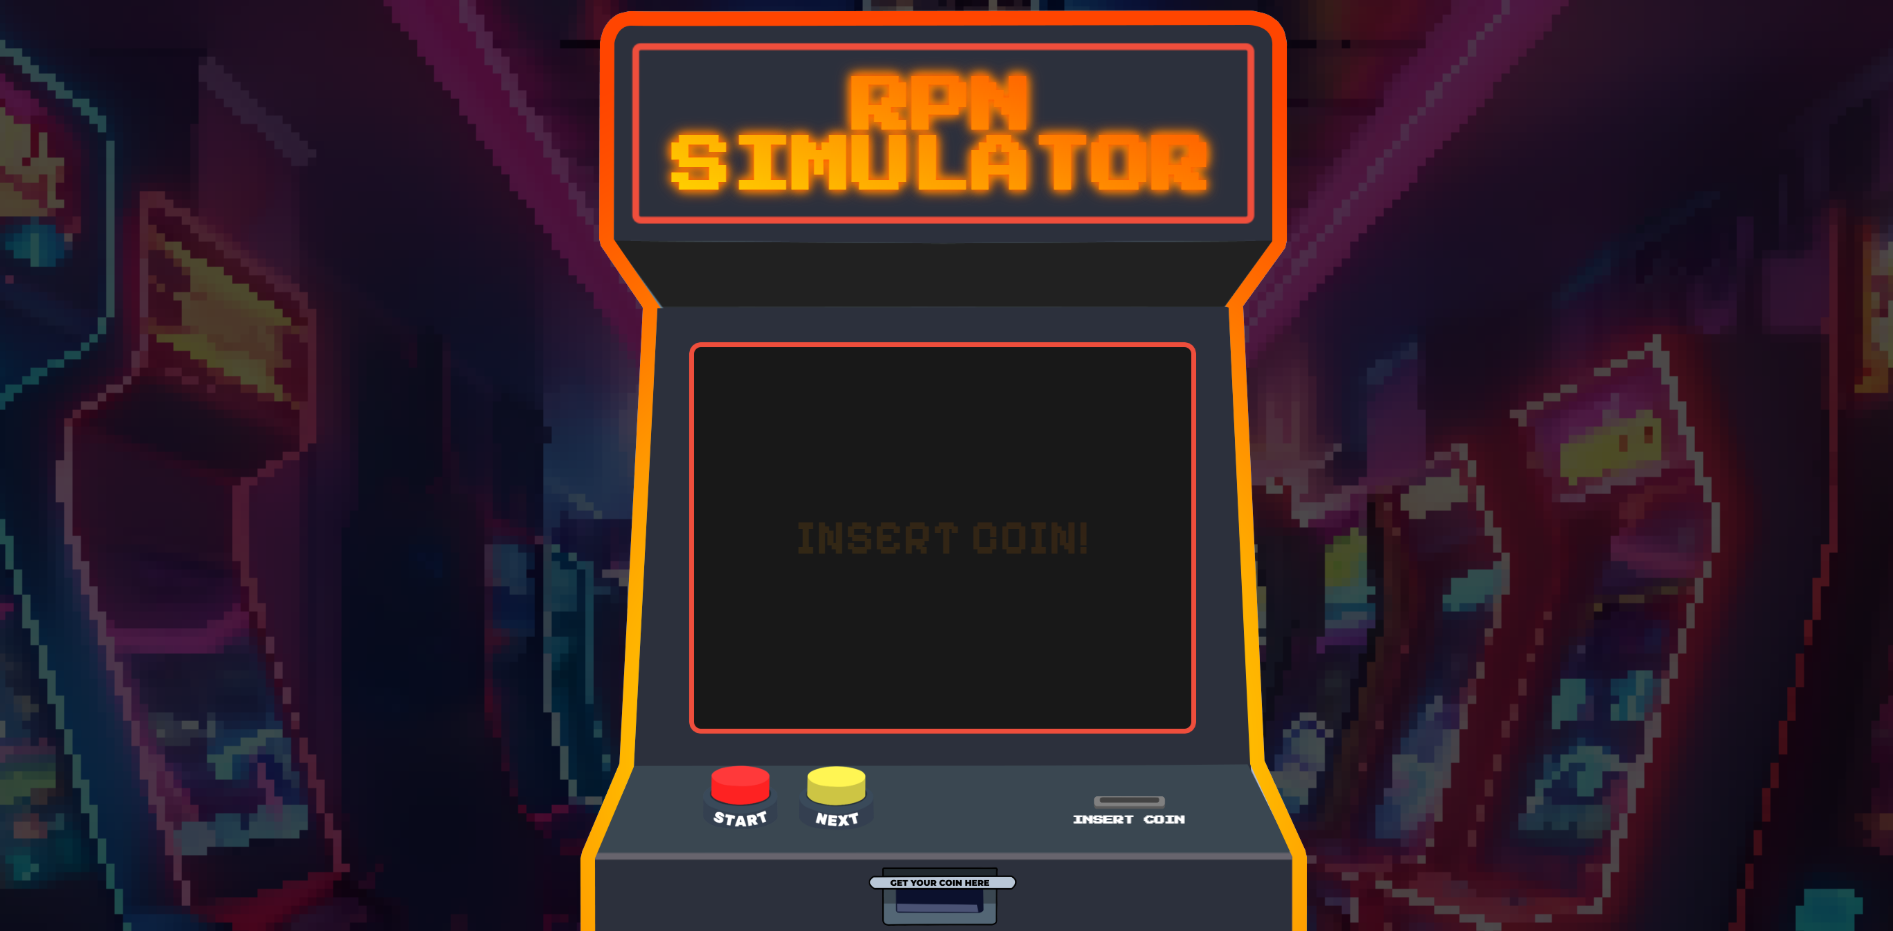 RPN
SIMULATOR
INSERT COIN!
START
NEXT
INSERT COIN
GET YOUR COIN HERE